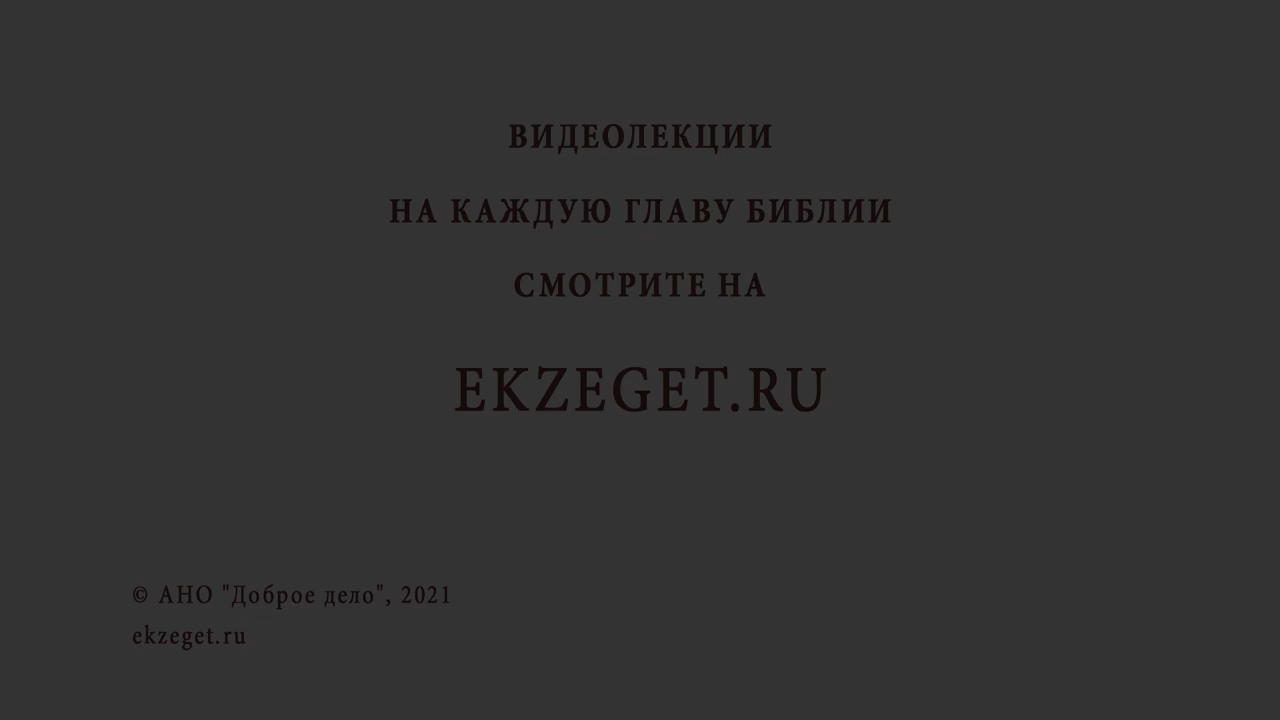 ВИДЕОЛЕКЦИИ
НА КАЖДУЮ ГЛАВУ БИБЛИИ
СМОТРИТЕ НА
EKZEGET.RU
© АНО "Доброе дело", 2021
ekzeget.ru